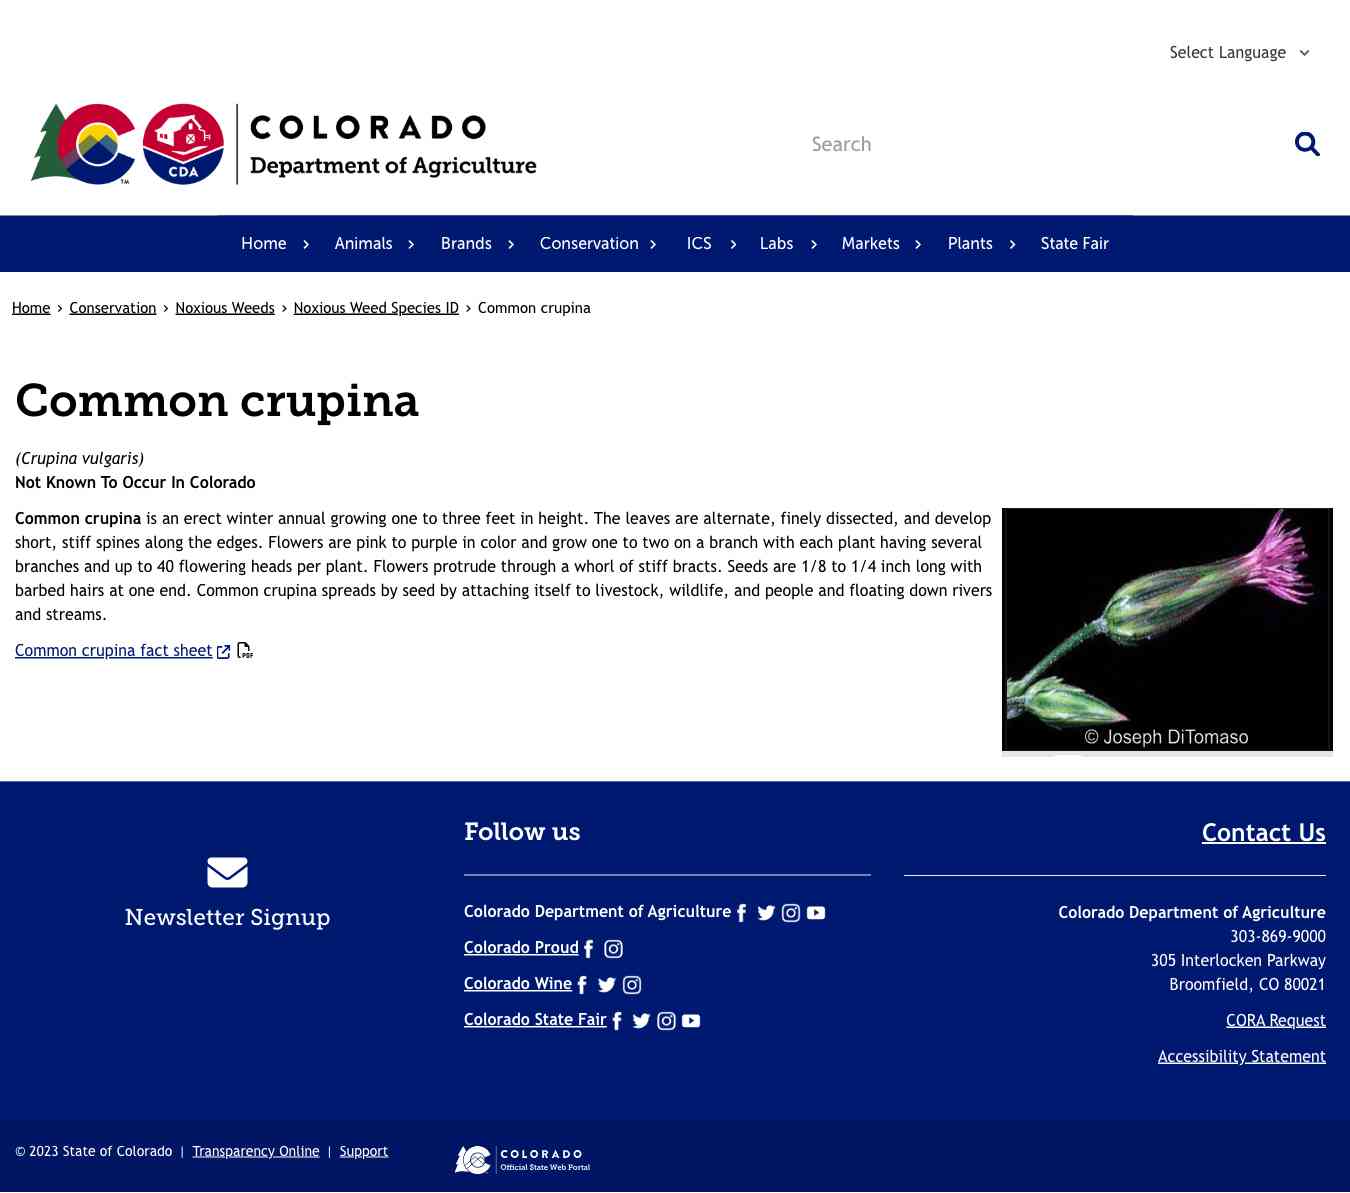 Select Language
COLORADO
Department of Agriculture
CDA
TM
Search
Home Animals Brands Conservation ICS Labs Markets Plants State Fair
Home › Conservation › Noxious Weeds › Noxious Weed Species ID › Common crupina
Common crupina
(Crupina vulgaris)
Not Known To Occur In Colorado
Common crupina is an erect winter annual growing one to three feet in height. The leaves are alternate, finely dissected, and develop
short, stiff spines along the edges. Flowers are pink to purple in color and grow one to two on a branch with each plant having several
branches and up to 40 flowering heads per plant. Flowers protrude through a whorl of stiff bracts. Seeds are 1/8 to 1/4 inch long with
barbed hairs at one end. Common crupina spreads by seed by attaching itself to livestock, wildlife, and people and floating down rivers
and streams.
Common crupina fact sheet PDF
© Joseph DiTomaso
Newsletter Signup
Follow us
Colorado Department of Agriculture
Colorado Proud
Colorado Wine
Colorado State Fair
Contact Us
Colorado Department of Agriculture
303-869-9000
305 Interlocken Parkway
Broomfield, CO 80021
CORA Request
Accessibility Statement
© 2023 State of Colorado | Transparency Online | Support
COLORADO
Official State Web Portal